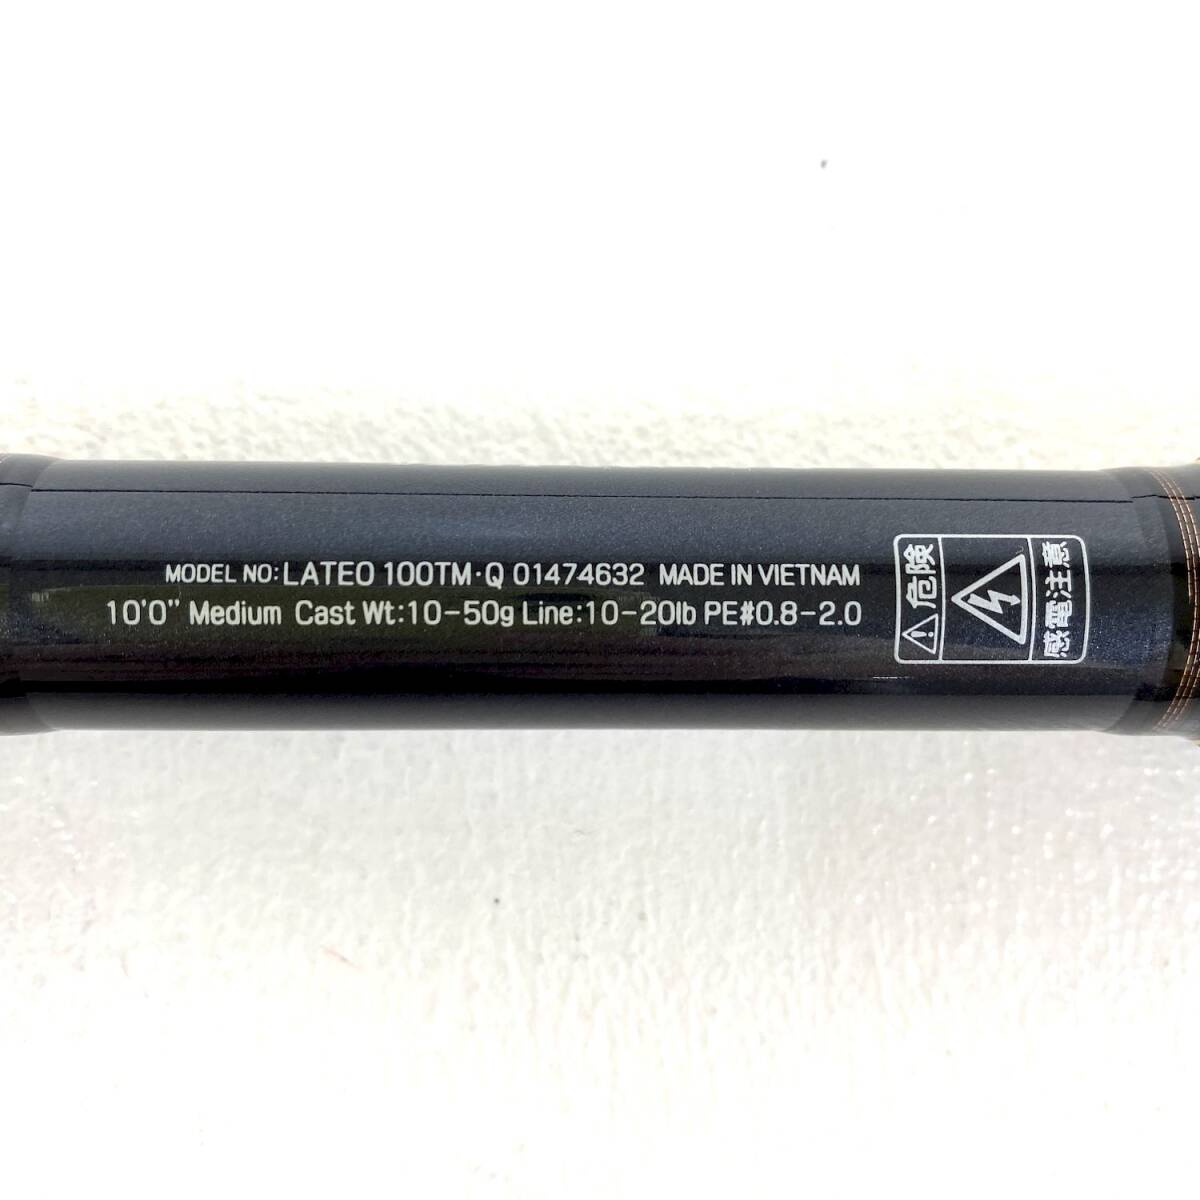 MODEL NO:LATEO 100TM・Q 01474632 MADE IN VIETNAM
10'0" Medium Cast Wt:10-50g Line:10-20lb PE#0.8-2.0
危険
感電注意